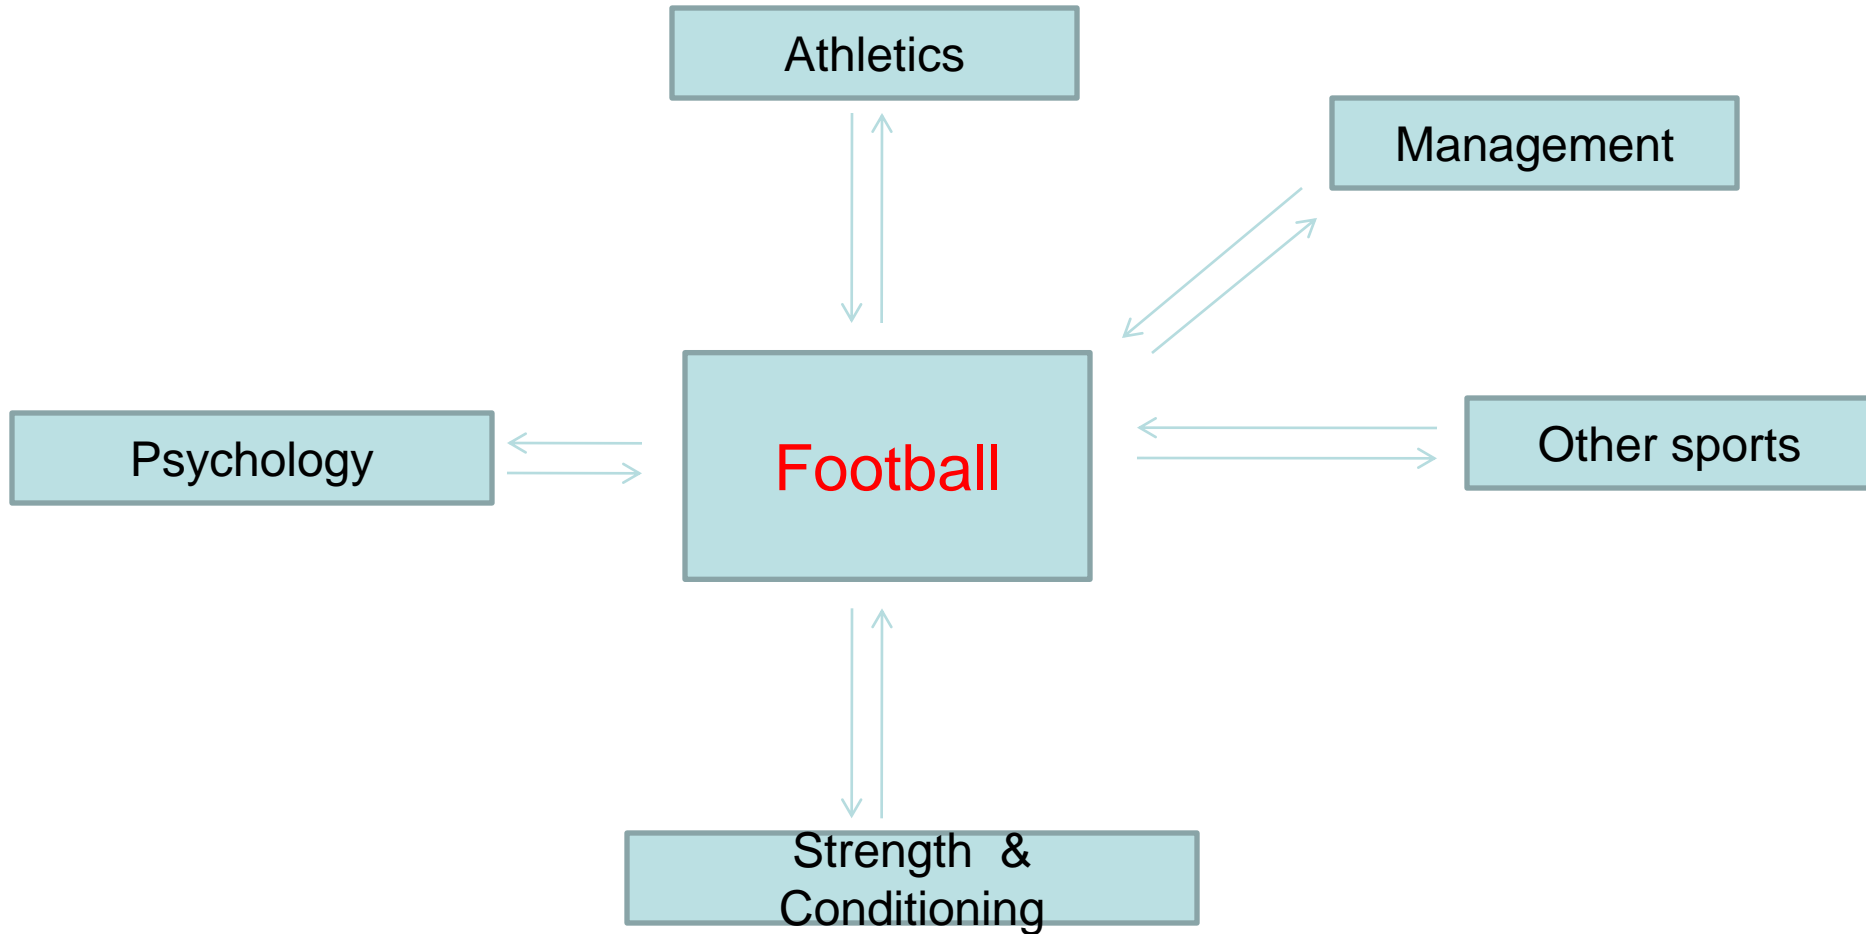 Athletics
Management
Psychology
Football
Other sports
Strength & 
Conditioning